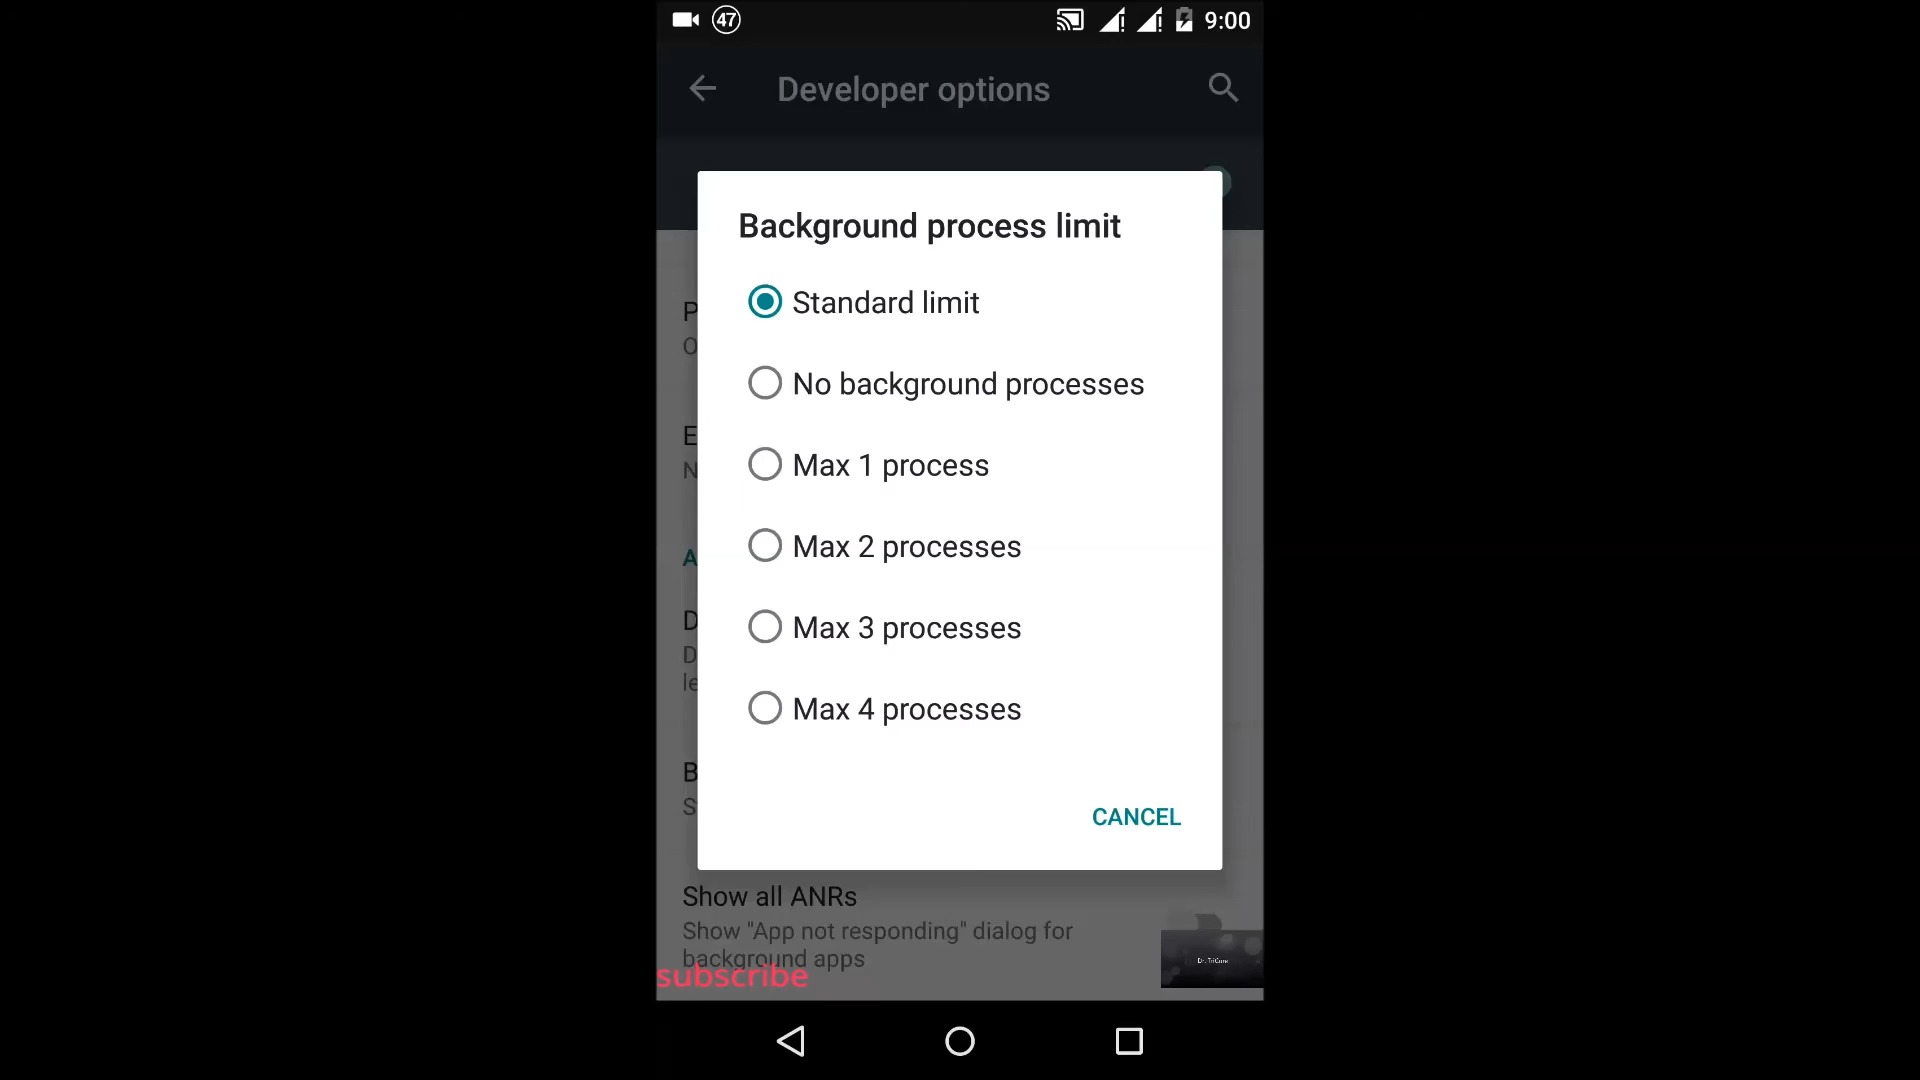 47
9:00
Developer options
Background process limit
Standard limit
No background processes
Max 1 process
Max 2 processes
Max 3 processes
Max 4 processes
CANCEL
P
O
E
N
A
D
D
le
B
S
Show all ANRs
Show "App not responding" dialog for
background apps
subscribe